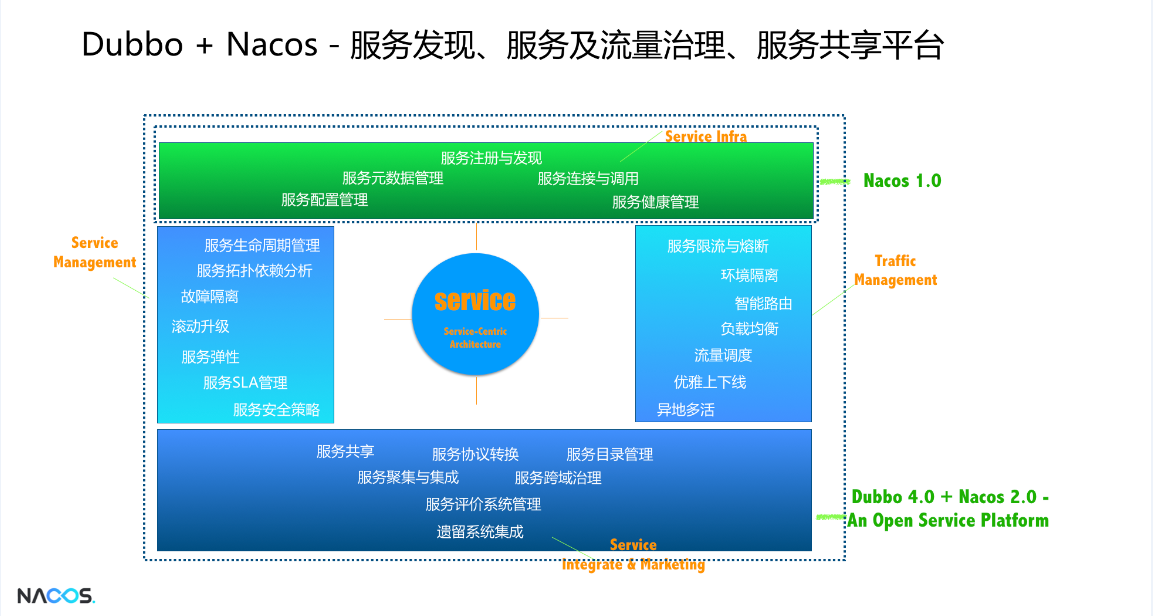 Dubbo + Nacos - 服务发现、服务及流量治理、服务共享平台
Service Infra
服务注册与发现
服务元数据管理
服务连接与调用
服务配置管理
服务健康管理
Nacos 1.0
Service
Management
服务生命周期管理
服务拓扑依赖分析
故障隔离
滚动升级
服务弹性
服务SLA管理
服务安全策略
service
Service-Centric
Architecture
服务限流与熔断
环境隔离
智能路由
负载均衡
流量调度
优雅上下线
异地多活
Traffic
Management
服务共享
服务协议转换
服务目录管理
服务聚集与集成
服务跨域治理
服务评价系统管理
遗留系统集成
Service
Integrate & Marketing
Dubbo 4.0 + Nacos 2.0 -
An Open Service Platform
NACOS.